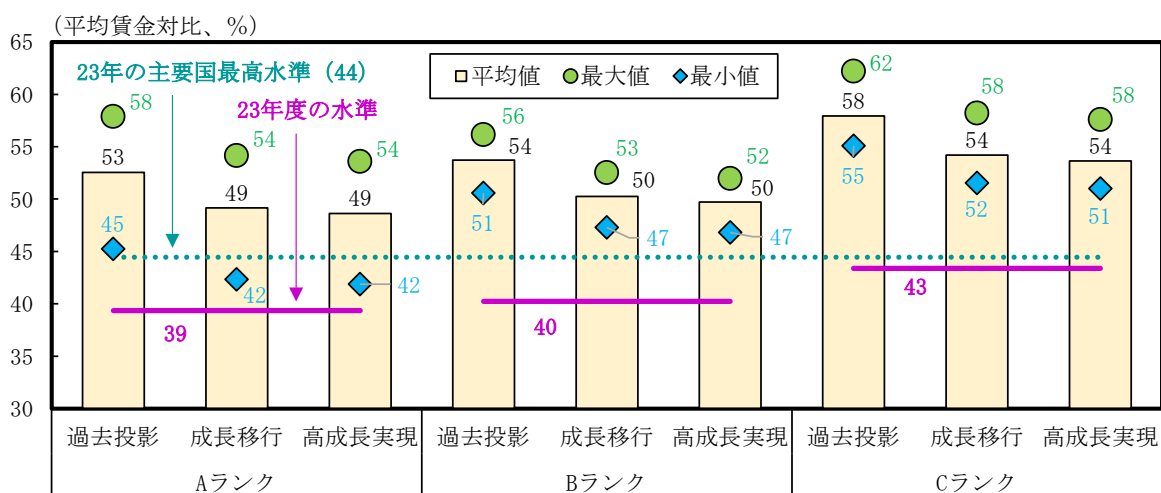 (平均賃金対比、%)
65
60
55
50
45
40
35
30
23年の主要国最高水準 (44)
23年度の水準
平均値 最大値 最小値
58 54 54 56 53 52 62 58 58
53 49 49 54 50 50 58 54 54
45 42 42 51 47 47 55 52 51
39 40 43
過去投影 成長移行 高成長実現 過去投影 成長移行 高成長実現 過去投影 成長移行 高成長実現
Aランク Bランク Cランク